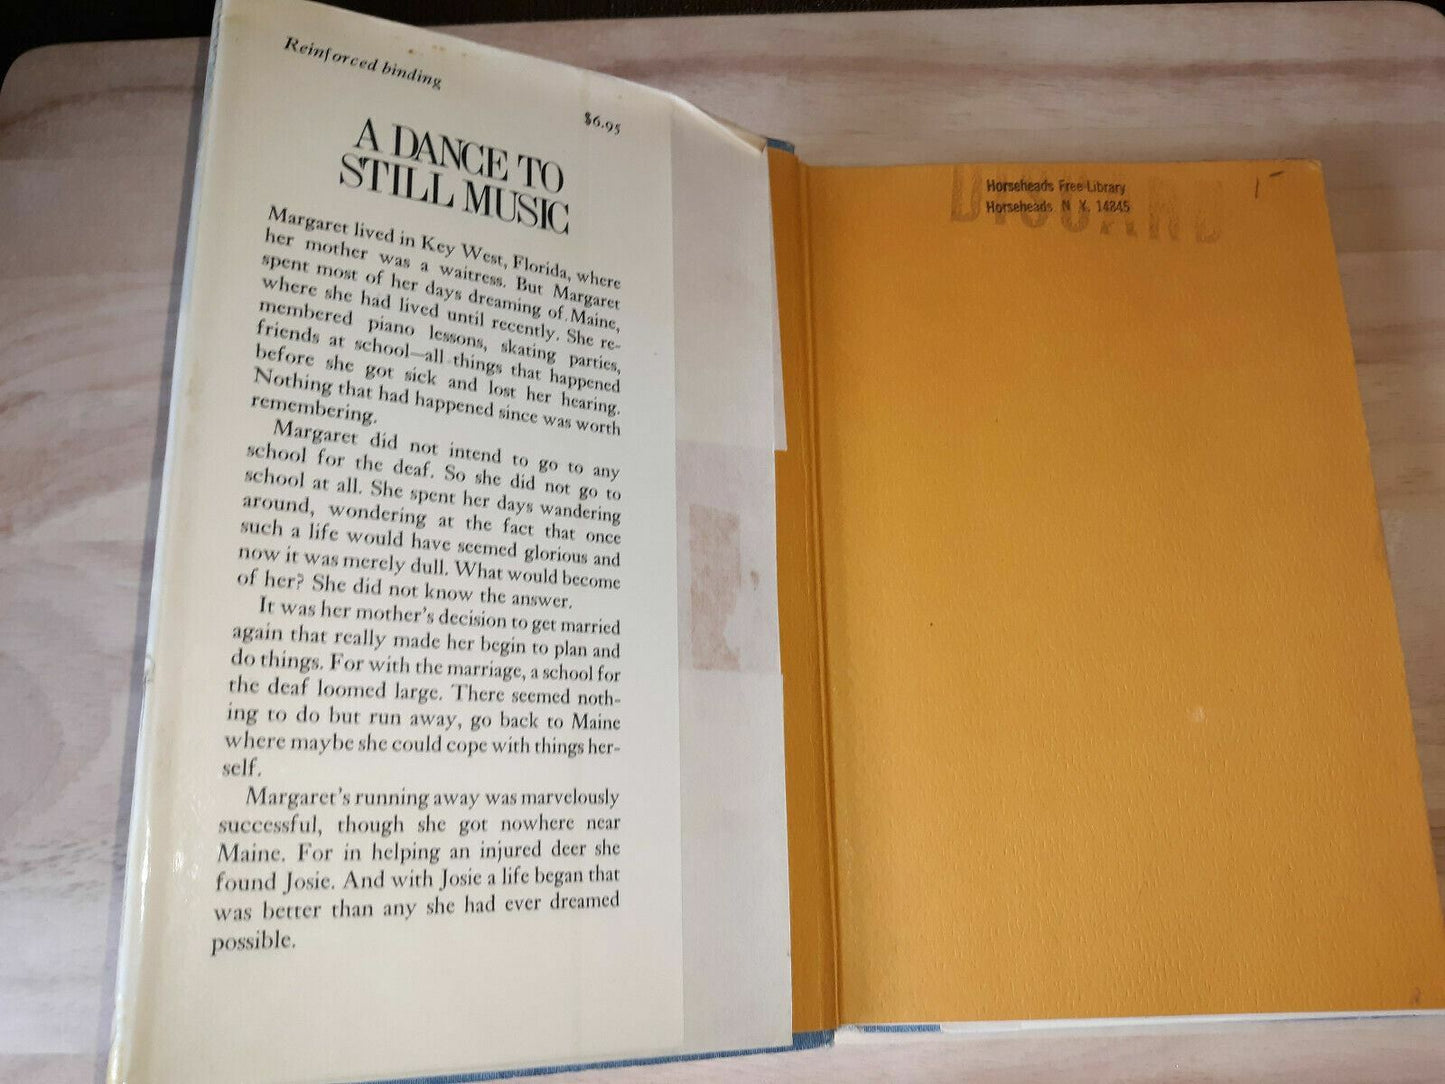 Reinforced binding
$6.95
A DANCE TO
STILL MUSIC
Margaret lived in Key West, Florida, where
her mother was a waitress. But Margaret
spent most of her days dreaming of Maine,
where she had lived until recently. She re-
membered piano lessons, skating parties,
friends at school—all things that happened
before she got sick and lost her hearing.
Nothing that had happened since was worth
remembering.
Margaret did not intend to go to any
school for the deaf. So she did not go to
school at all. She spent her days wandering
around, wondering at the fact that once
such a life would have seemed glorious and
now it was merely dull. What would become
of her? She did not know the answer.
It was her mother's decision to get married
again that really made her begin to plan and
do things. For with the marriage, a school for
the deaf loomed large. There seemed noth-
ing to do but run away, go back to Maine
where maybe she could cope with things her-
self.
Margaret's running away was marvelously
successful, though she got nowhere near
Maine. For in helping an injured deer she
found Josie. And with Josie a life began that
was better than any she had ever dreamed
possible.
Horseheads Free Library
Horseheads N. Y. 14845
DISCARD